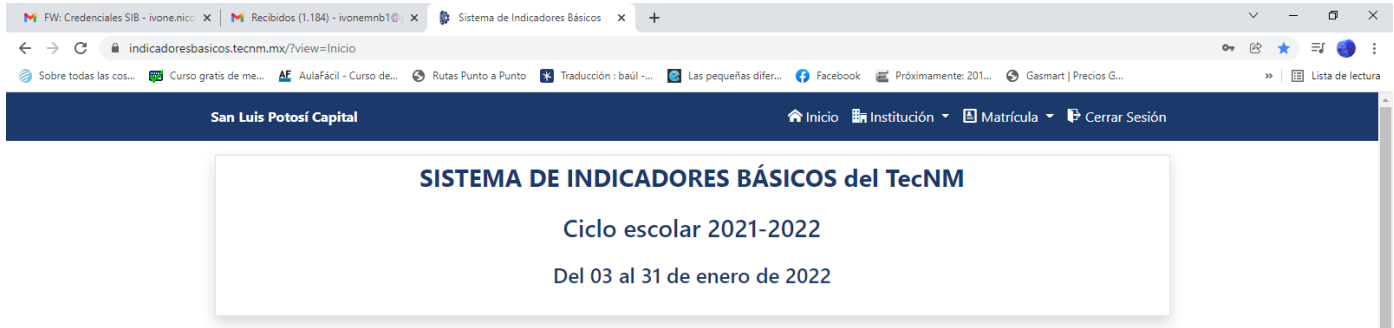 FW: Credenciales SIB - ivone.nico
Recibidos (1.184) - ivonemnb1@
Sistema de Indicadores Básicos
indicadoresbasicos.tecnm.mx/?view=Inicio
Sobre todas las cos... Curso gratis de me... AulaFácil - Curso de... Rutas Punto a Punto Traducción : baúl -... Las pequeñas difer... Facebook Próximamente: 201... Gasmart | Precios G... » Lista de lectura
San Luis Potosí Capital Inicio Institución Matrícula Cerrar Sesión
SISTEMA DE INDICADORES BÁSICOS del TecNM
Ciclo escolar 2021-2022
Del 03 al 31 de enero de 2022